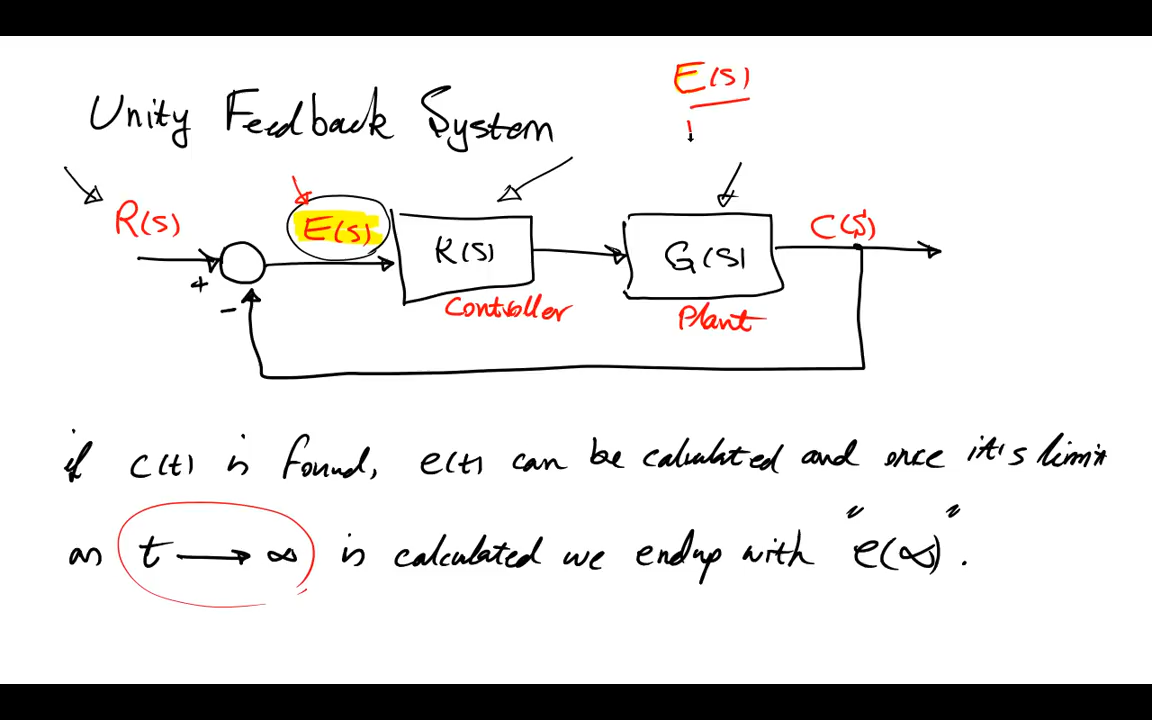 E(s)
Unity Feedback System
R(s)
E(s)
K(s)
G(s)
C(s)
+
-
Controller
Plant
if c(t) is found, e(t) can be calculated and once it's limit
as t → ∞ is calculated we end up with "e(∞)".